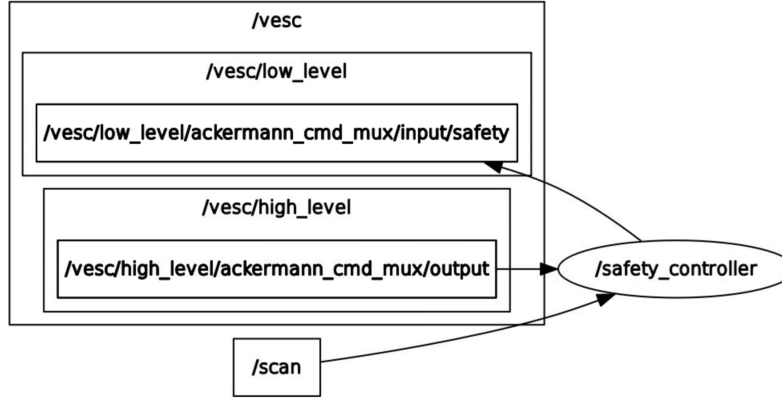 /vesc
/vesc/low_level
/vesc/low_level/ackermann_cmd_mux/input/safety
/vesc/high_level
/vesc/high_level/ackermann_cmd_mux/output
/safety_controller
/scan